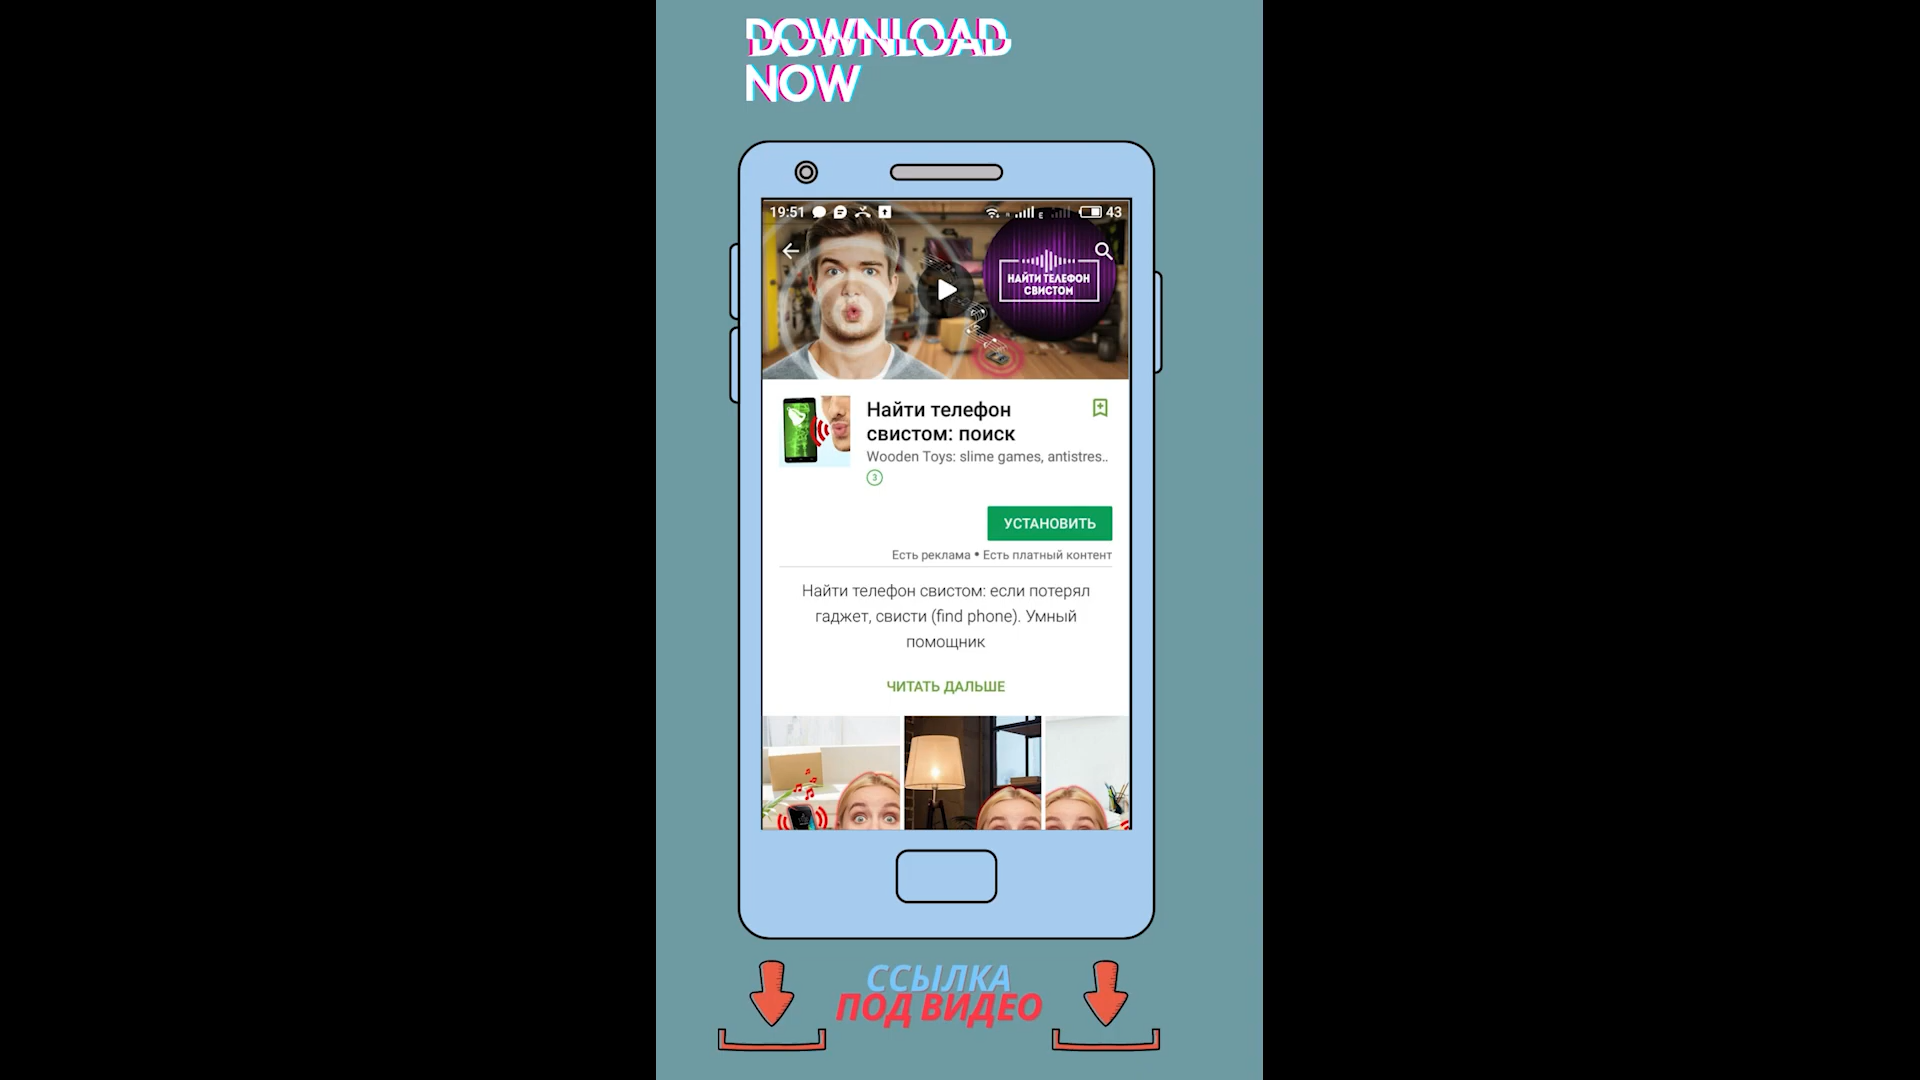 DOWNLOAD
NOW
19:51
43
НАЙТИ ТЕЛЕФОН
СВИСТОМ
Найти телефон
свистом: поиск
Wooden Toys: slime games, antistres..
3
УСТАНОВИТЬ
Есть реклама • Есть платный контент
Найти телефон свистом: если потерял
гаджет, свисти (find phone). Умный
помощник
ЧИТАТЬ ДАЛЬШЕ
ССЫЛКА
ПОД ВИДЕО